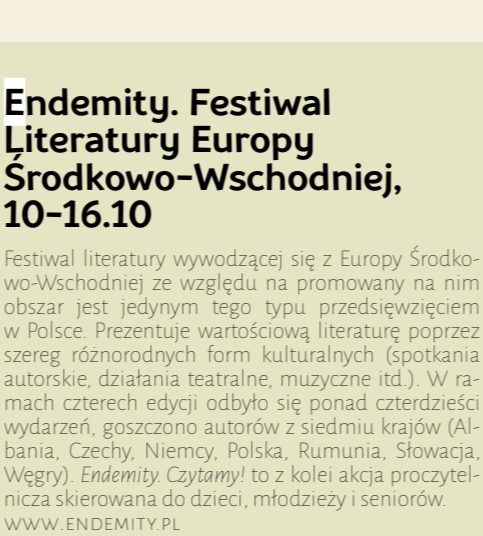 Endemity. Festiwal
Literatury Europy
Środkowo-Wschodniej,
10-16.10
Festiwal literatury wywodzącej się z Europy Środko-
wo-Wschodniej ze względu na promowany na nim
obszar jest jedynym tego typu przedsięwzięciem
w Polsce. Prezentuje wartościową literaturę poprzez
szereg różnorodnych form kulturalnych (spotkania
autorskie, działania teatralne, muzyczne itd.). W ra-
mach czterech edycji odbyło się ponad czterdzieści
wydarzeń, goszczono autorów z siedmiu krajów (Al-
bania, Czechy, Niemcy, Polska, Rumunia, Słowacja,
Węgry). Endemity. Czytamy! to z kolei akcja proczytel-
nicza skierowana do dzieci, młodzieży i seniorów.
WWW.ENDEMITY.PL